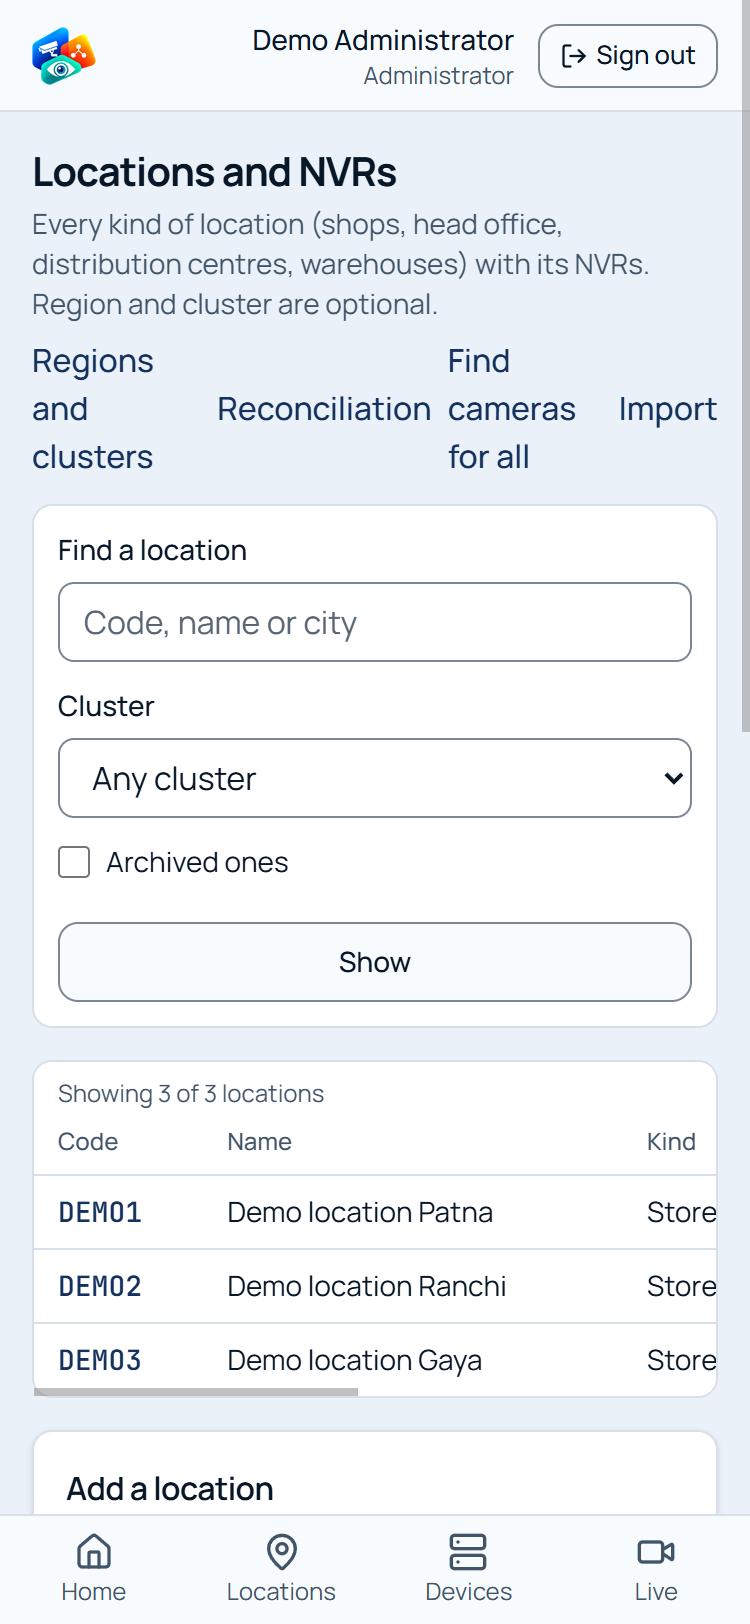 Demo Administrator
Administrator
Sign out
Locations and NVRs
Every kind of location (shops, head office,
distribution centres, warehouses) with its NVRs.
Region and cluster are optional.
Regions
and
clusters
Reconciliation
Find
cameras
for all
Import
Find a location
Code, name or city
Cluster
Any cluster
Archived ones
Show
Showing 3 of 3 locations
Code Name Kind
DEMO1 Demo location Patna Store
DEMO2 Demo location Ranchi Store
DEMO3 Demo location Gaya Store
Add a location
Home Locations Devices Live